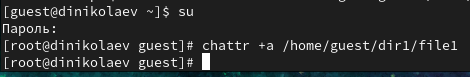 [guest@dinikolaev ~]$ su
Пароль:
[root@dinikolaev guest]# chattr +a /home/guest/dir1/file1
[root@dinikolaev guest]#